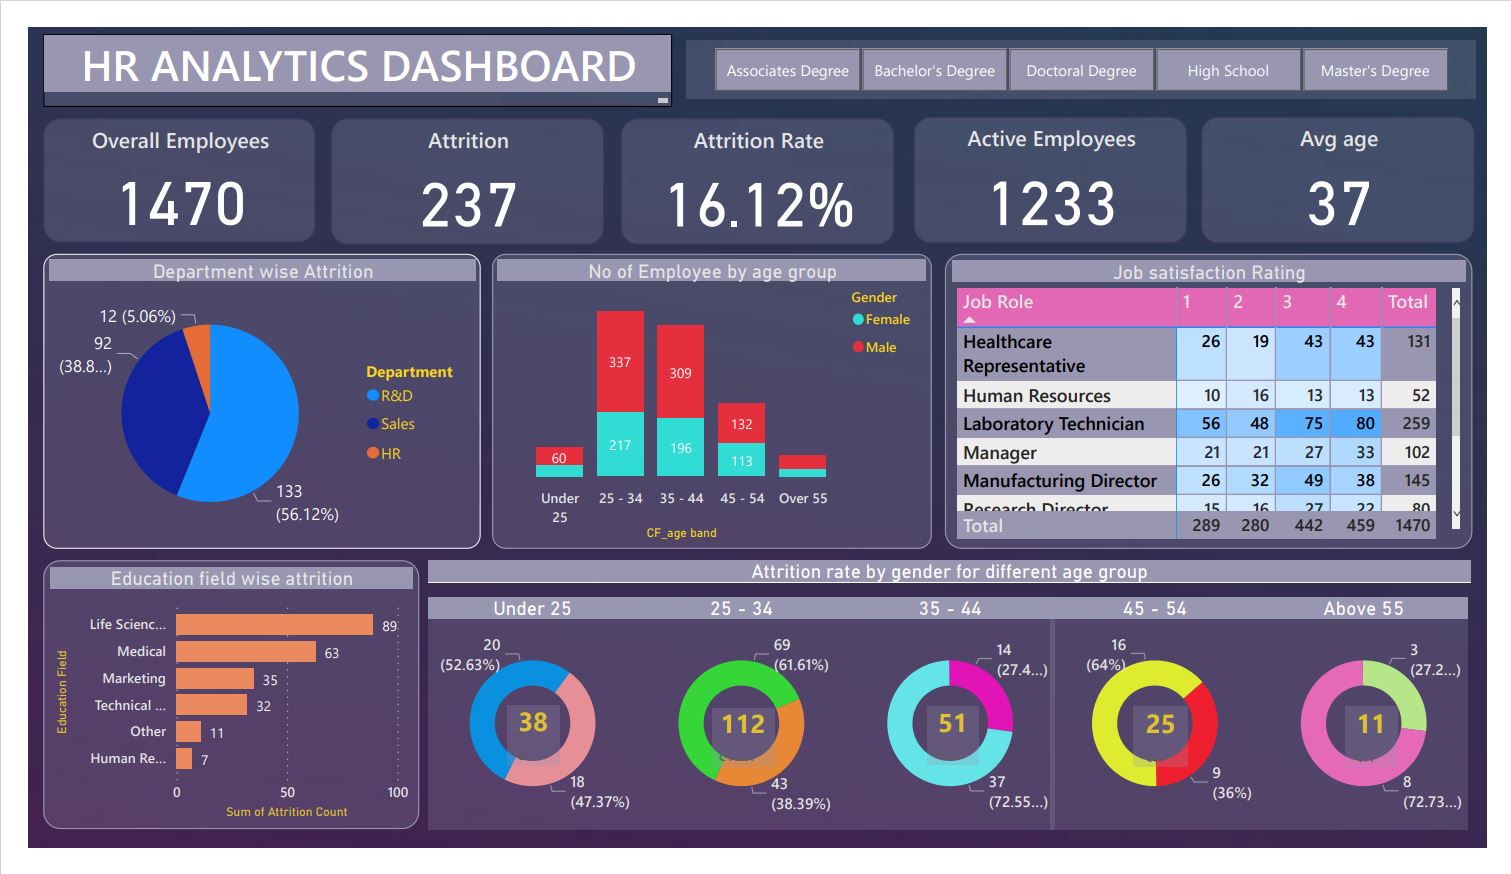 HR ANALYTICS DASHBOARD
Associates Degree
Bachelor's Degree
Doctoral Degree
High School
Master's Degree
Overall Employees
1470
Attrition
237
Attrition Rate
16.12%
Active Employees
1233
Avg age
37
Department wise Attrition
12 (5.06%)
92
(38.8...)
133
(56.12%)
Department
R&D
Sales
HR
No of Employee by age group
Gender
Female
Male
337
309
132
60
217
196
113
Under
25
25 - 34
35 - 44
45 - 54
Over 55
CF_age band
Job satisfaction Rating
Job Role 1 2 3 4 Total
Healthcare
Representative 26 19 43 43 131
Human Resources 10 16 13 13 52
Laboratory Technician 56 48 75 80 259
Manager 21 21 27 33 102
Manufacturing Director 26 32 49 38 145
Research Director 15 16 27 22 80
Total 289 280 442 459 1470
Education field wise attrition
Education Field
Life Scienc... 89
Medical 63
Marketing 35
Technical ... 32
Other 11
Human Re... 7
0 50 100
Sum of Attrition Count
Attrition rate by gender for different age group
Under 25
25 - 34
35 - 44
45 - 54
Above 55
20
(52.63%)
38
18
(47.37%)
69
(61.61%)
112
43
(38.39%)
14
(27.4...)
51
37
(72.55...)
16
(64%)
25
9
(36%)
3
(27.2...)
11
8
(72.73...)